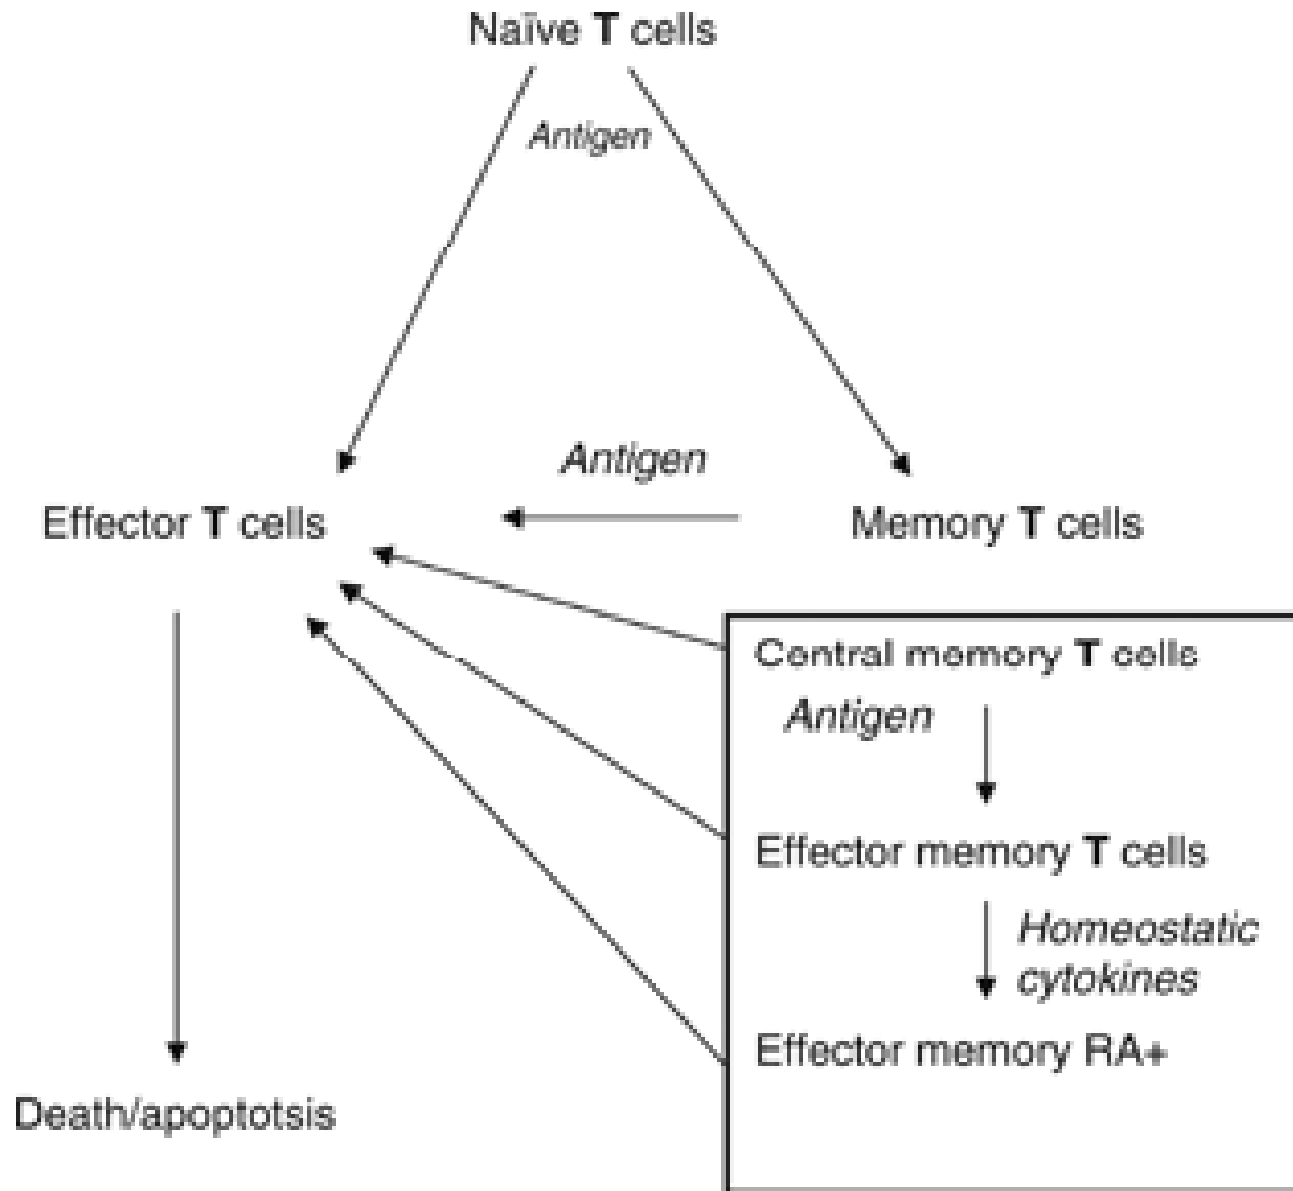 Naïve T cells
Antigen
Antigen
Effector T cells
Memory T cells
Central memory T cells
Antigen
Effector memory T cells
Homeostatic
cytokines
Effector memory RA+
Death/apoptotsis